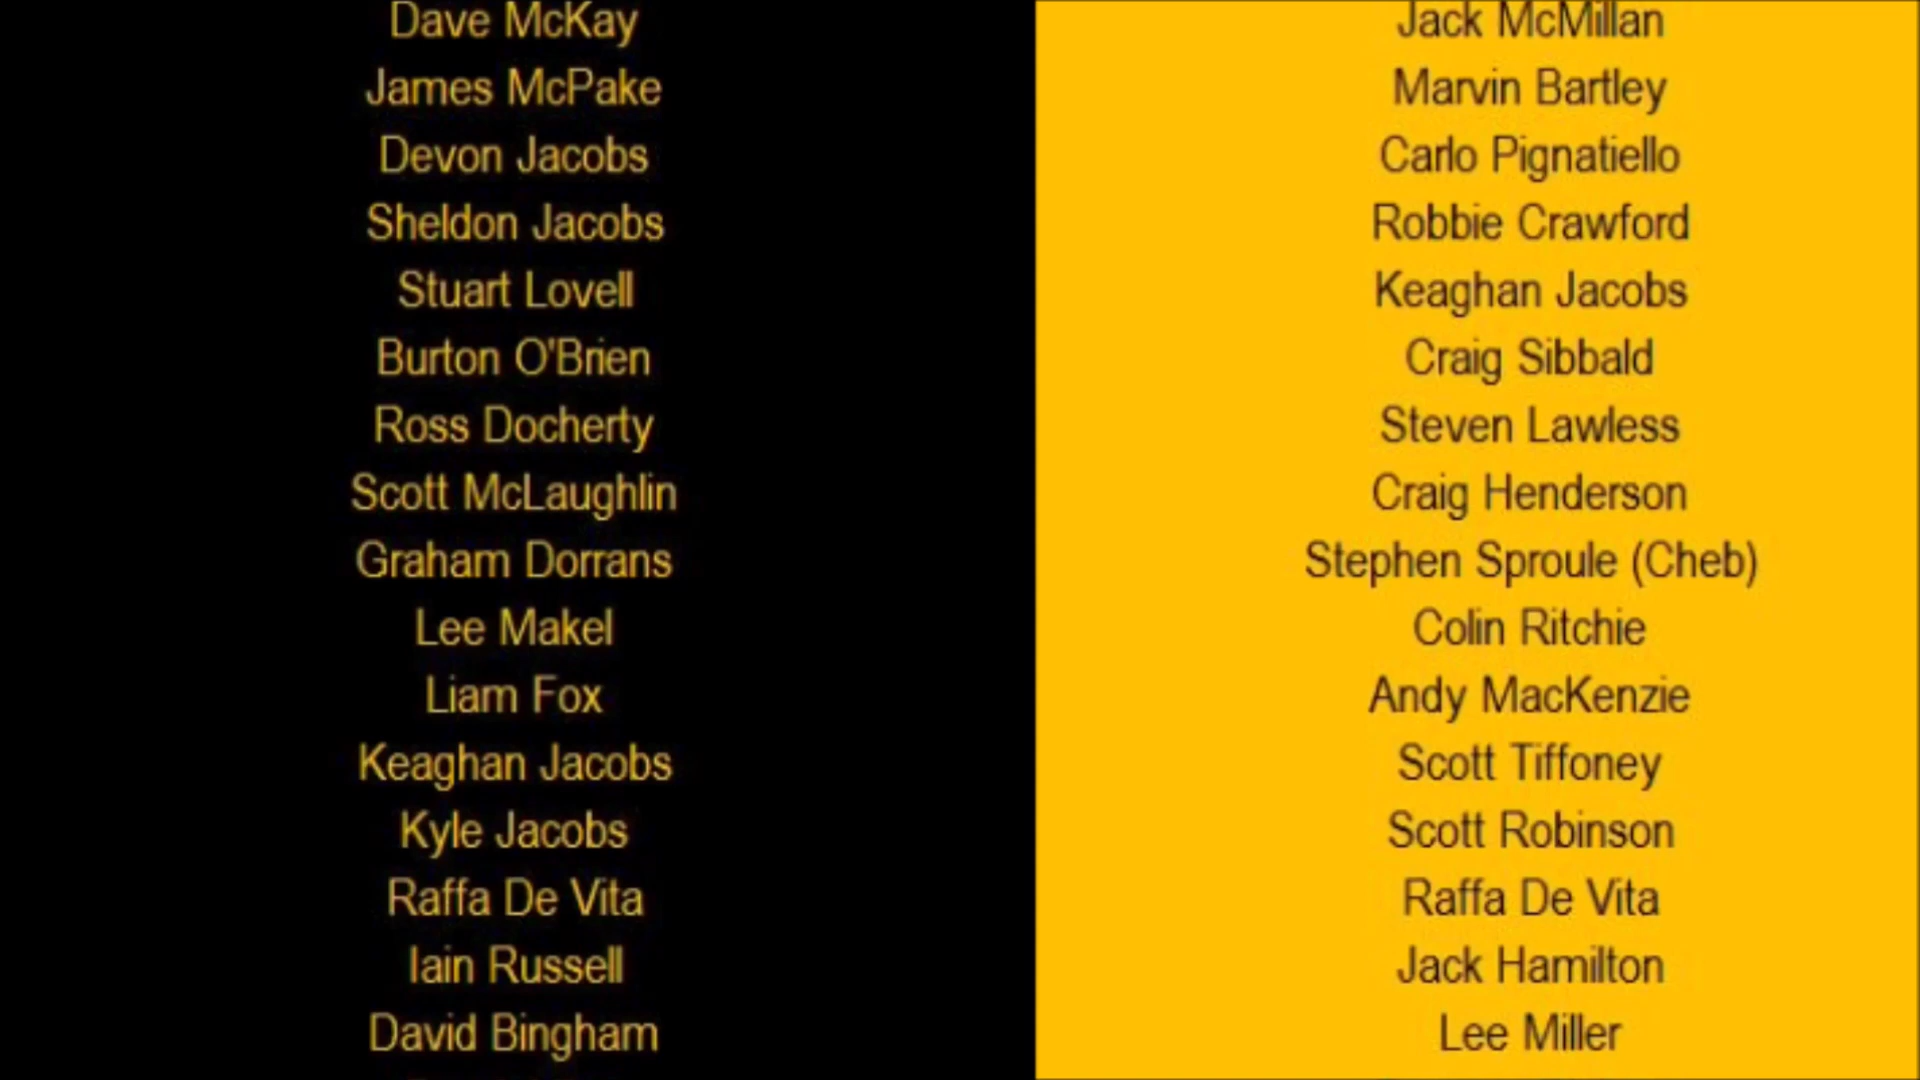 Dave McKay
James McPake
Devon Jacobs
Sheldon Jacobs
Stuart Lovell
Burton O'Brien
Ross Docherty
Scott McLaughlin
Graham Dorrans
Lee Makel
Liam Fox
Keaghan Jacobs
Kyle Jacobs
Raffa De Vita
Iain Russell
David Bingham
Jack McMillan
Marvin Bartley
Carlo Pignatiello
Robbie Crawford
Keaghan Jacobs
Craig Sibbald
Steven Lawless
Craig Henderson
Stephen Sproule (Cheb)
Colin Ritchie
Andy MacKenzie
Scott Tiffoney
Scott Robinson
Raffa De Vita
Jack Hamilton
Lee Miller